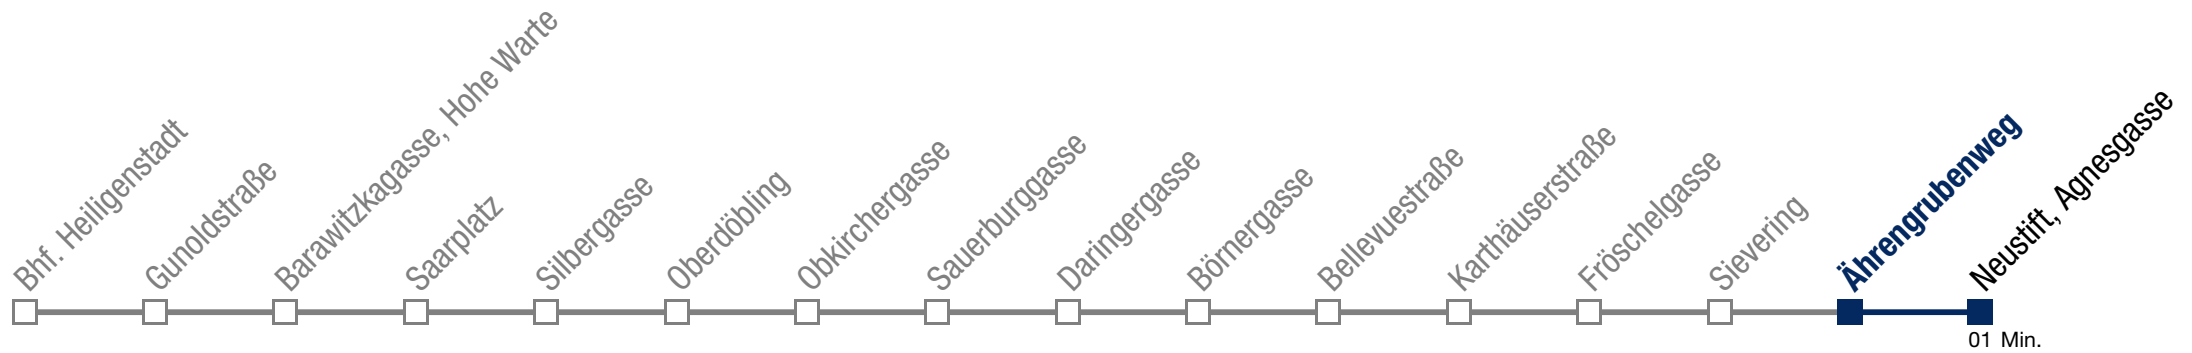 Bhf. Heiligenstadt
Gunoldstraße
Barawitzkagasse, Hohe Warte
Saarplatz
Silbergasse
Oberdöbling
Obkirchergasse
Sauerburggasse
Daringergasse
Börnergasse
Bellevuestraße
Karthäuserstraße
Fröschelgasse
Sievering
Ährengrubenweg
Neustift, Agnesgasse
01 Min.